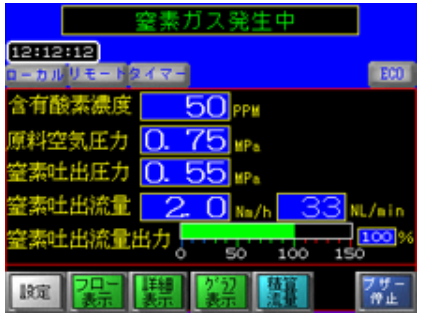 窒素ガス発生中
12:12:12
ローカル リモート タイマー ECO
含有酸素濃度 50 PPM
原料空気圧力 0.75 MPa
窒素吐出圧力 0.55 MPa
窒素吐出流量 2.0 Nm/h 33 NL/min
窒素吐出流量出力 100 %
0 50 100 150
設定 フロー表示 詳細表示 グラフ表示 積算流量 ブザー停止